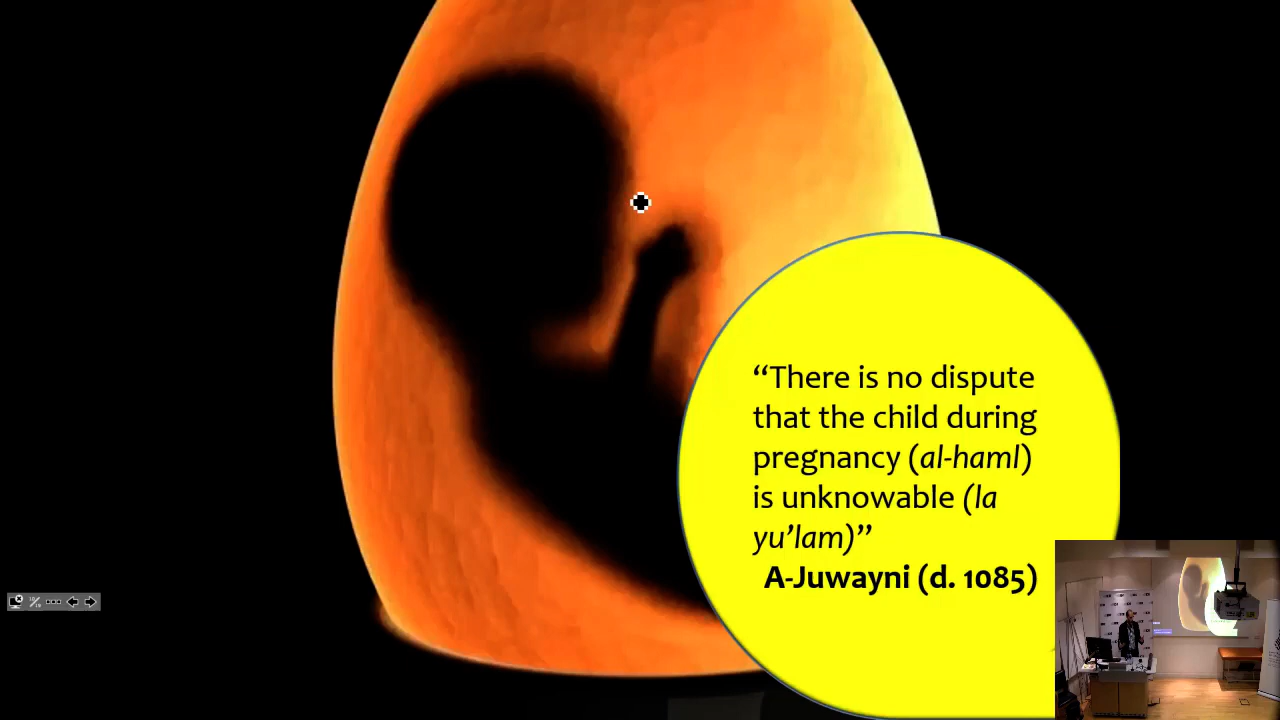 “There is no dispute
that the child during
pregnancy (al-haml)
is unknowable (la
yu’lam)”
A-Juwayni (d. 1085)